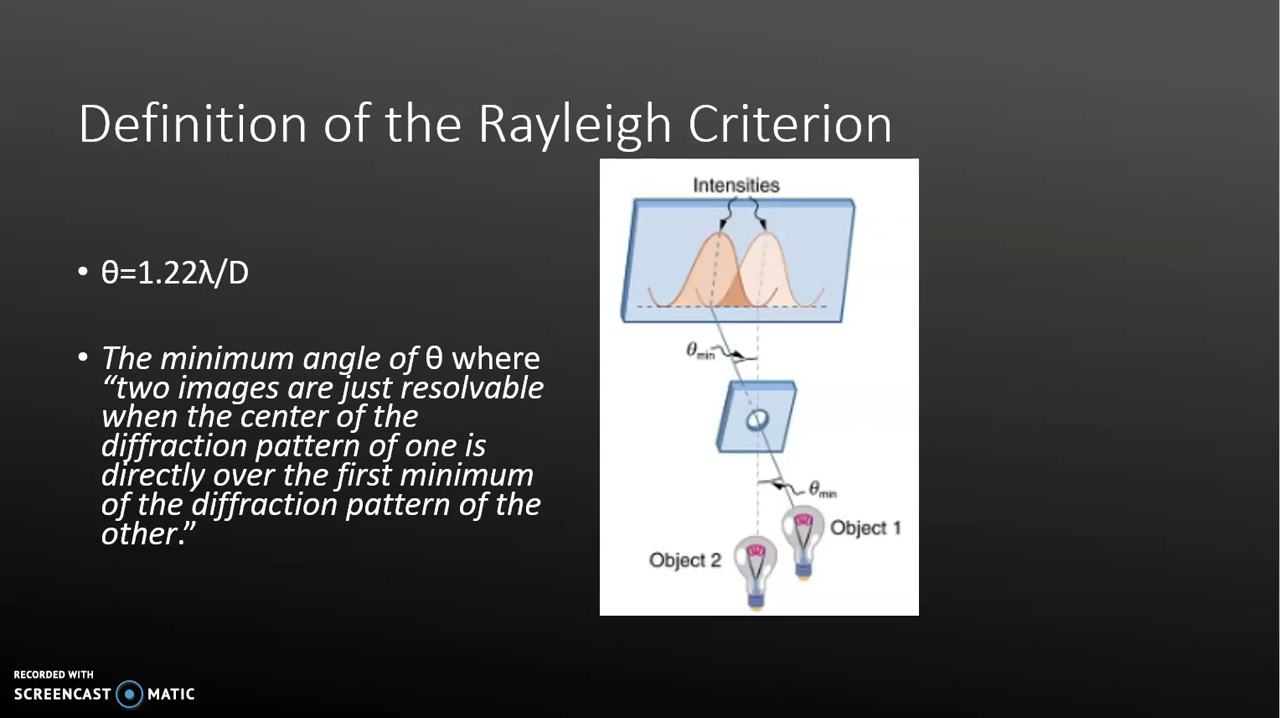 Definition of the Rayleigh Criterion
• θ=1.22λ/D
• The minimum angle of θ where
“two images are just resolvable
when the center of the
diffraction pattern of one is
directly over the first minimum
of the diffraction pattern of the
other.”
Intensities
θmin
θmin
Object 1
Object 2
RECORDED WITH
SCREENCAST MATIC